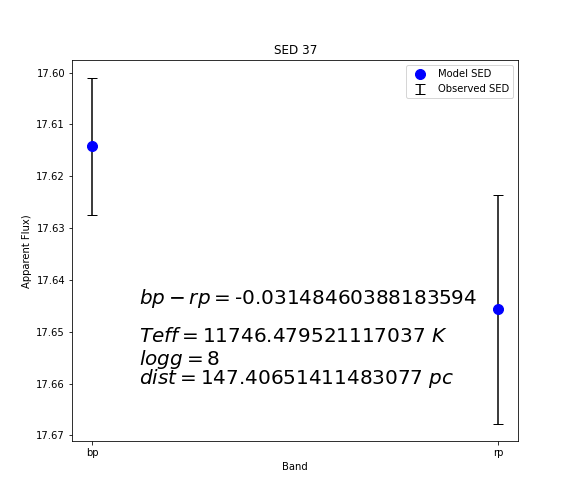 SED 37
Model SED
Observed SED
17.60
17.61
17.62
17.63
17.64
17.65
17.66
17.67
Apparent Flux)
bp − rp = -0.03148460388183594
Teff = 11746.479521117037 K
logg = 8
dist = 147.40651411483077 pc
bp
rp
Band